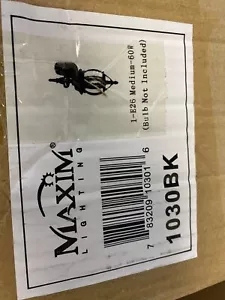 1-E26 Medium-60W
(Bulb Not Included)
MAXIM®
LIGHTING
7 83209 10301 6
1030BK